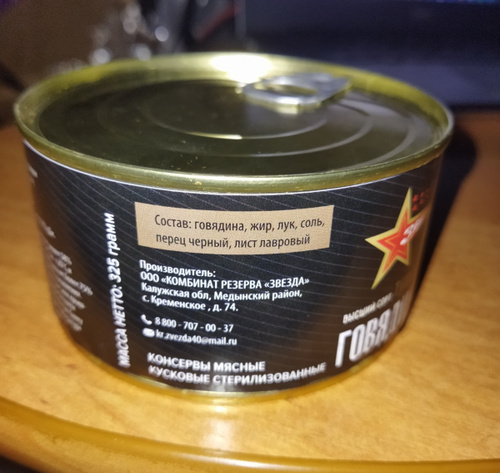 МАССА НЕТТО: 325 грамм
Состав: говядина, жир, лук, соль,
перец черный, лист лавровый
Производитель:
ООО «КОМБИНАТ РЕЗЕРВА «ЗВЕЗДА»
Калужская обл, Медынский район,
с. Кременское , д. 74.
8 800 - 707 - 00 - 37
kr.zvezda40@mail.ru
КОНСЕРВЫ МЯСНЫЕ
КУСКОВЫЕ СТЕРИЛИЗОВАННЫЕ
ВЫСШИЙ СОРТ